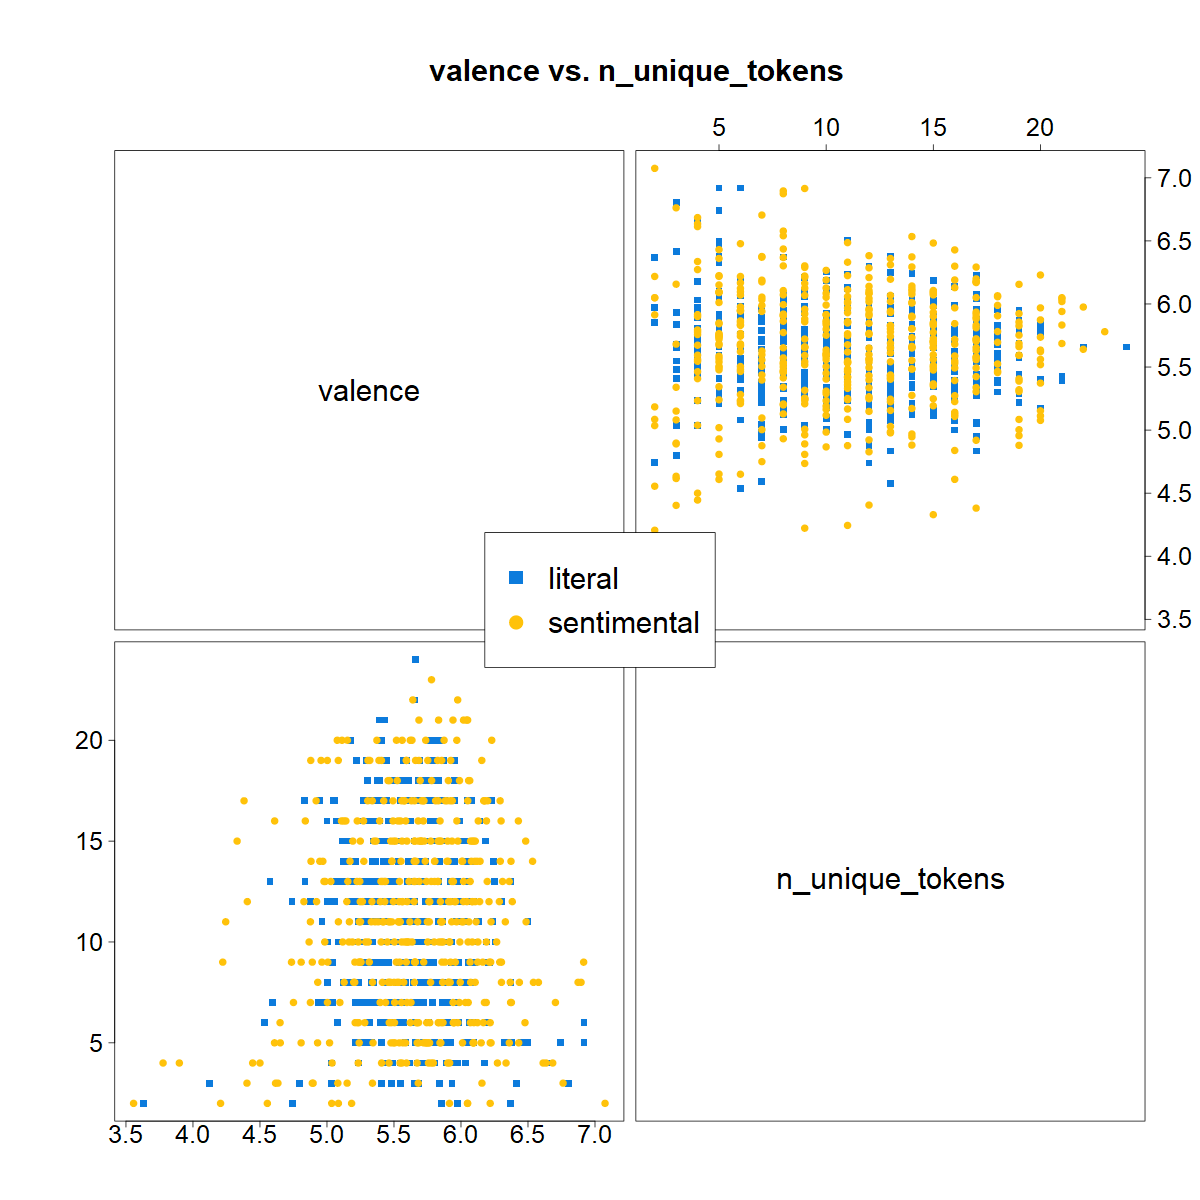 valence vs. n_unique_tokens
5 10 15 20
valence
7.0
6.5
6.0
5.5
5.0
4.5
4.0
3.5
literal
sentimental
20
15
10
5
n_unique_tokens
3.5 4.0 4.5 5.0 5.5 6.0 6.5 7.0